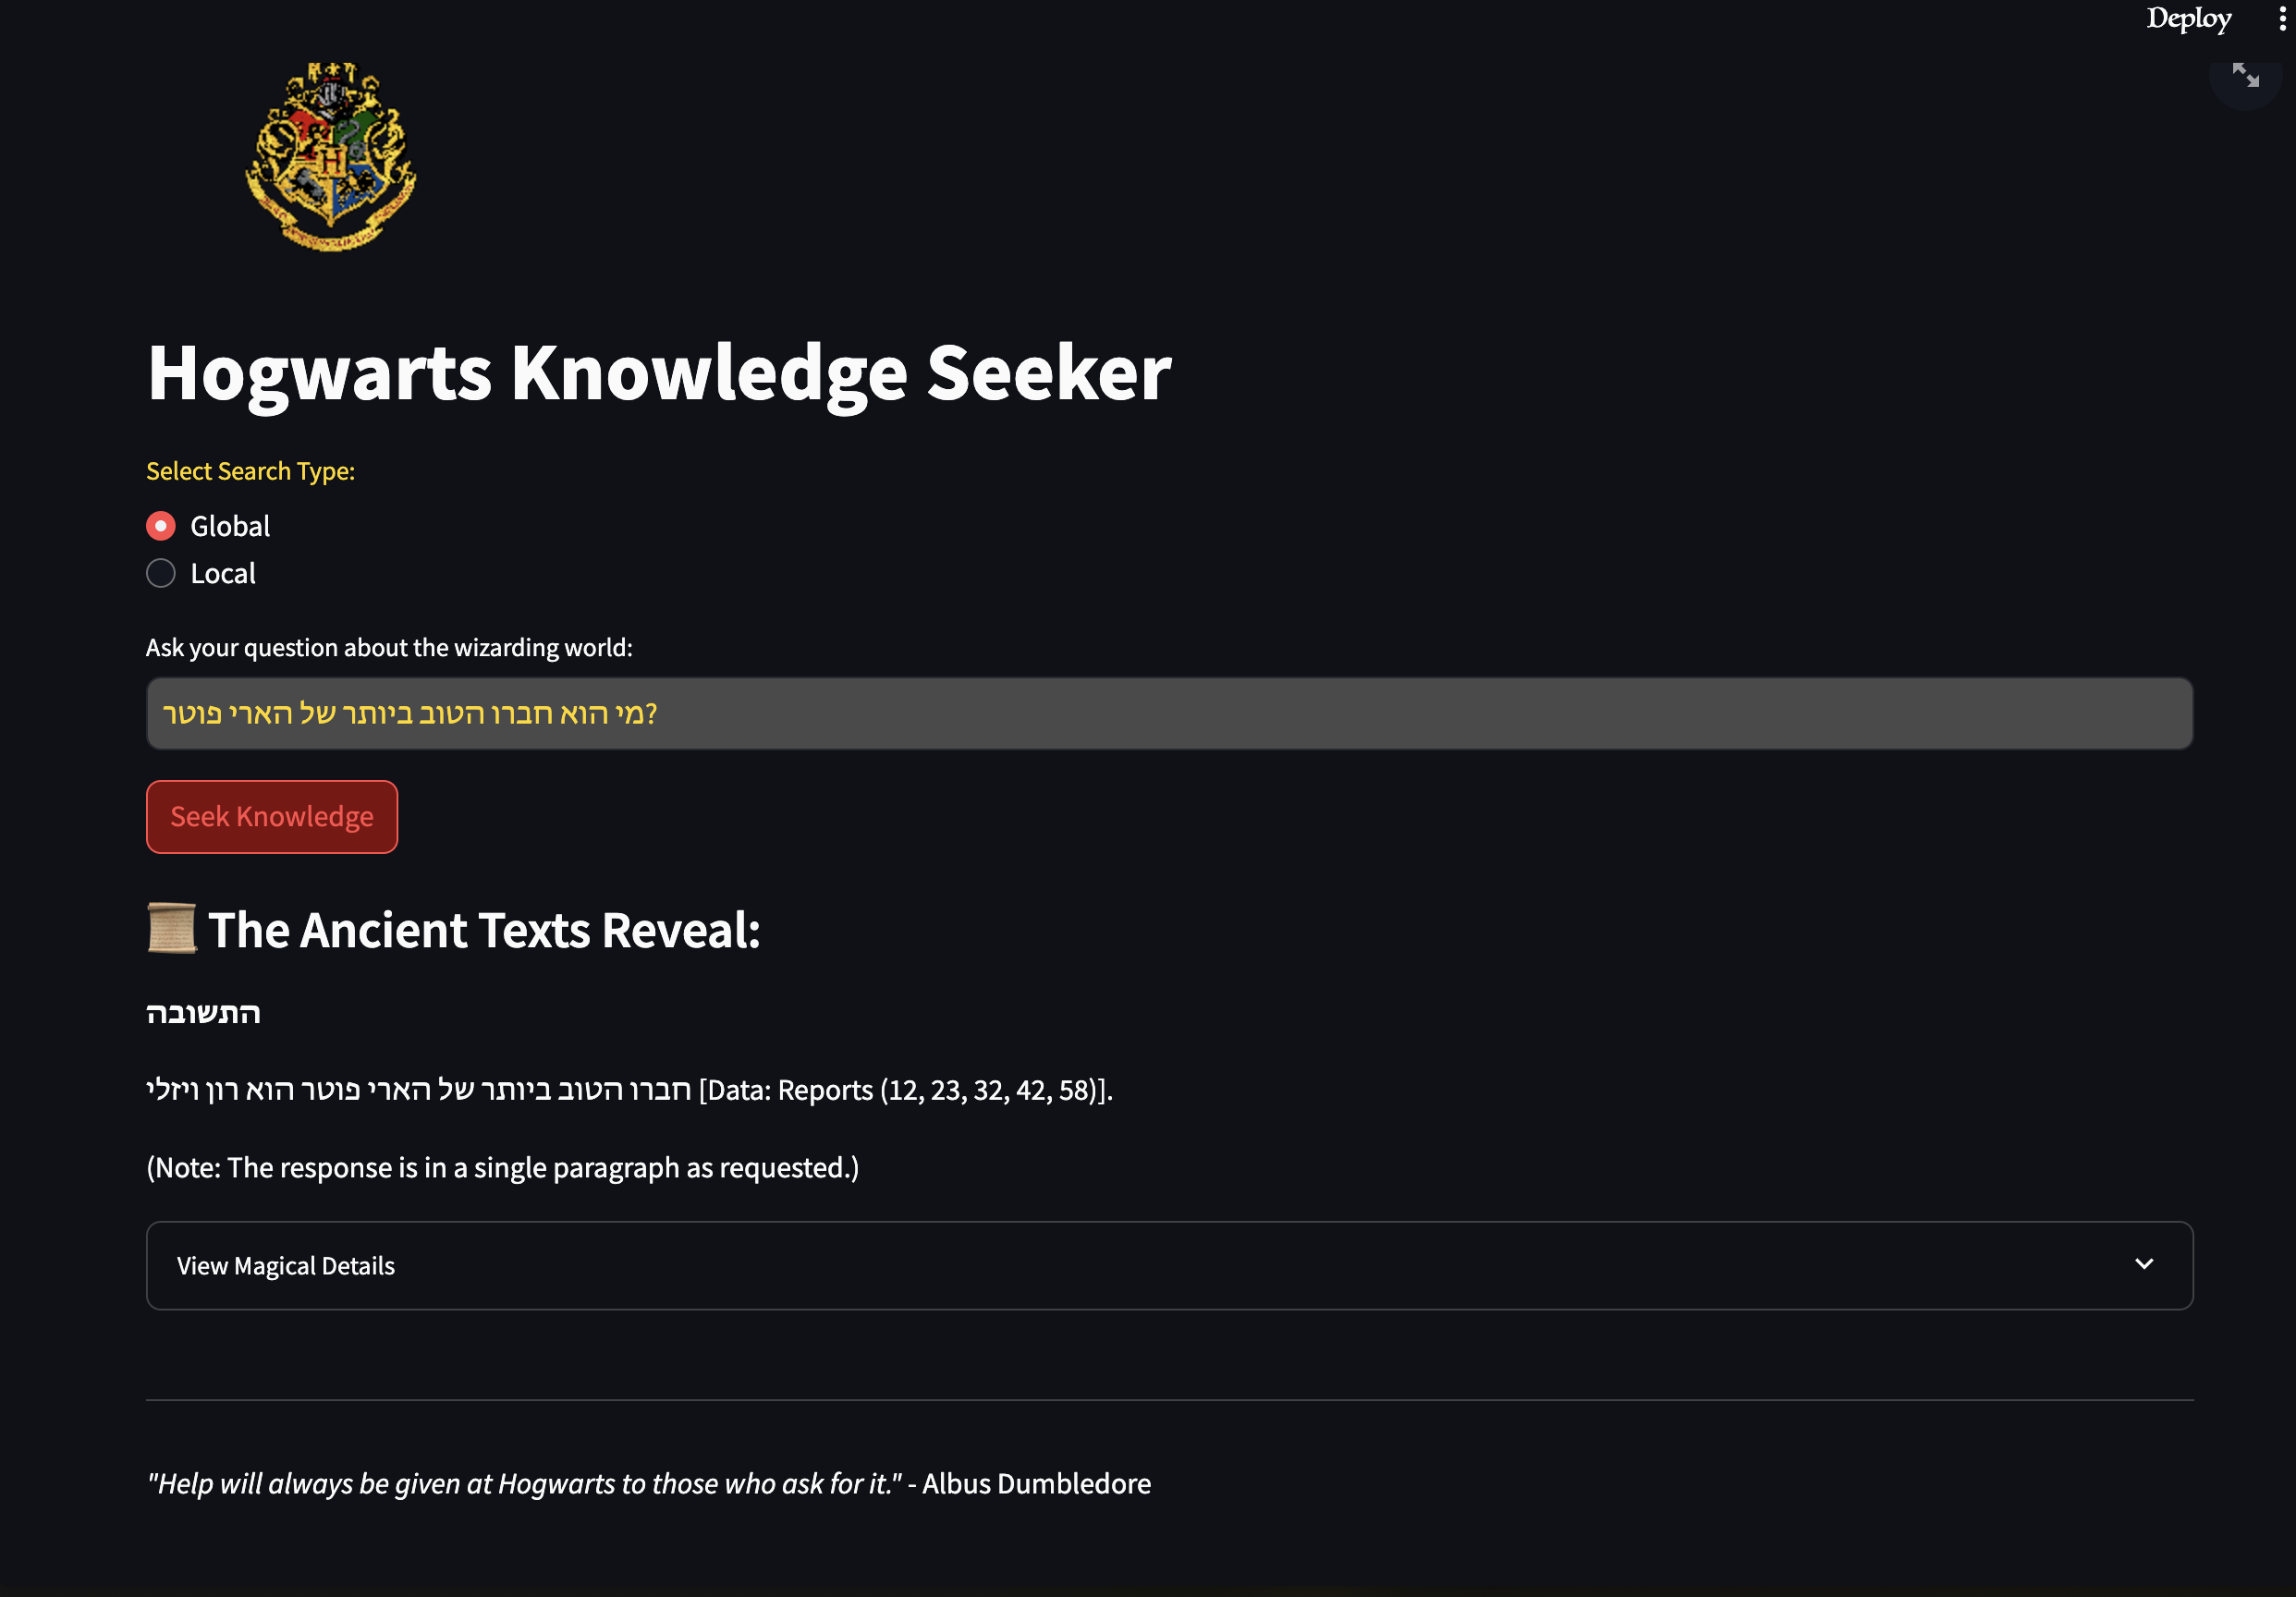 Deploy
Hogwarts Knowledge Seeker
Select Search Type:
Global
Local
Ask your question about the wizarding world:
מי הוא חברו הטוב ביותר של הארי פוטר?
Seek Knowledge
The Ancient Texts Reveal:
התשובה
חברו הטוב ביותר של הארי פוטר הוא רון ויזלי [Data: Reports (12, 23, 32, 42, 58)].
(Note: The response is in a single paragraph as requested.)
View Magical Details
"Help will always be given at Hogwarts to those who ask for it." - Albus Dumbledore